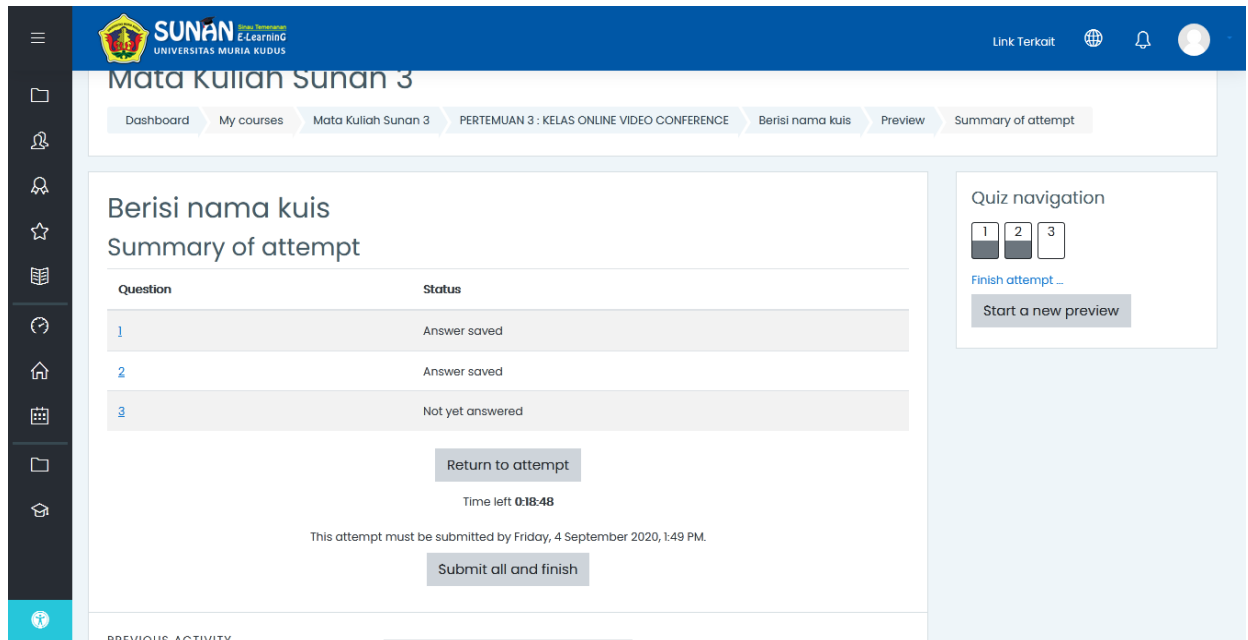 SUNAN Sinau Temenanan E-Learning
UNIVERSITAS MURIA KUDUS
Link Terkait
Mata Kuliah Sunan 3
Dashboard My courses Mata Kuliah Sunan 3 PERTEMUAN 3 : KELAS ONLINE VIDEO CONFERENCE Berisi nama kuis Preview Summary of attempt
Berisi nama kuis
Summary of attempt
Question Status
1 Answer saved
2 Answer saved
3 Not yet answered
Return to attempt
Time left 0:18:48
This attempt must be submitted by Friday, 4 September 2020, 1:49 PM.
Submit all and finish
PREVIOUS ACTIVITY
Quiz navigation
1 2 3
Finish attempt ...
Start a new preview